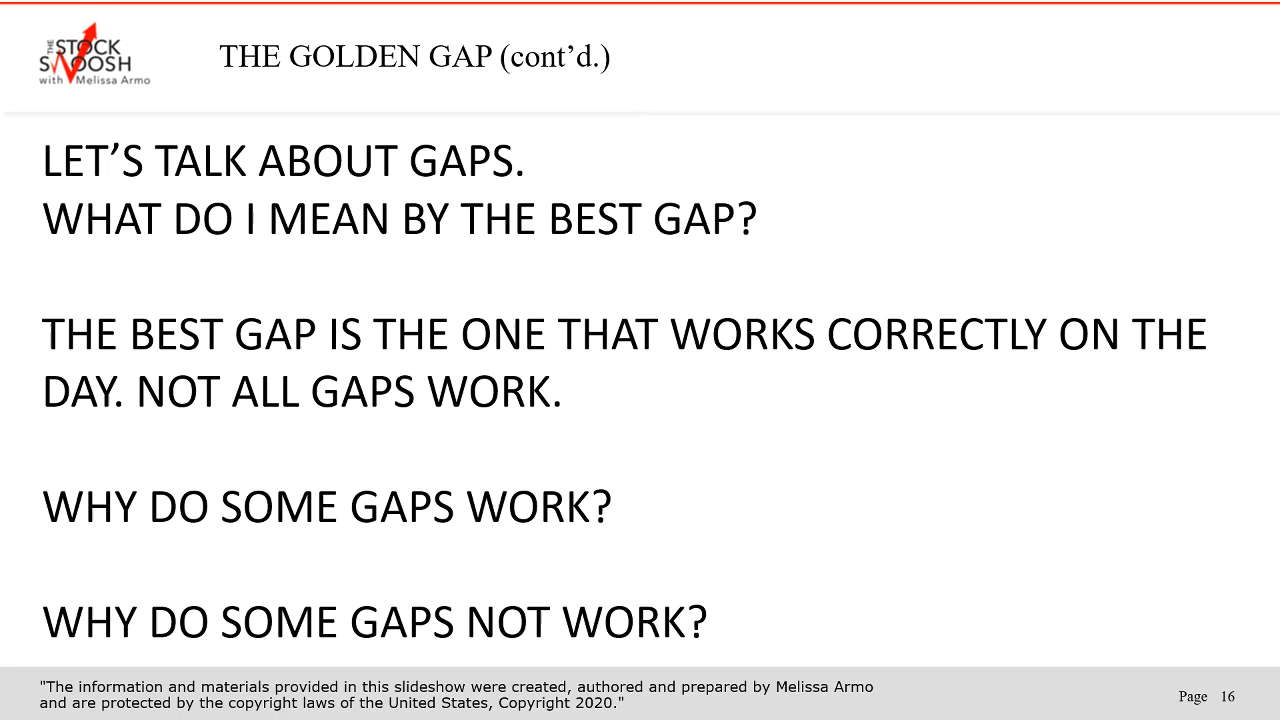 THE
STOCK
SWOOSH
with Melissa Armo
THE GOLDEN GAP (cont’d.)
LET’S TALK ABOUT GAPS.
WHAT DO I MEAN BY THE BEST GAP?
THE BEST GAP IS THE ONE THAT WORKS CORRECTLY ON THE
DAY. NOT ALL GAPS WORK.
WHY DO SOME GAPS WORK?
WHY DO SOME GAPS NOT WORK?
"The information and materials provided in this slideshow were created, authored and prepared by Melissa Armo
and are protected by the copyright laws of the United States, Copyright 2020."
Page 16